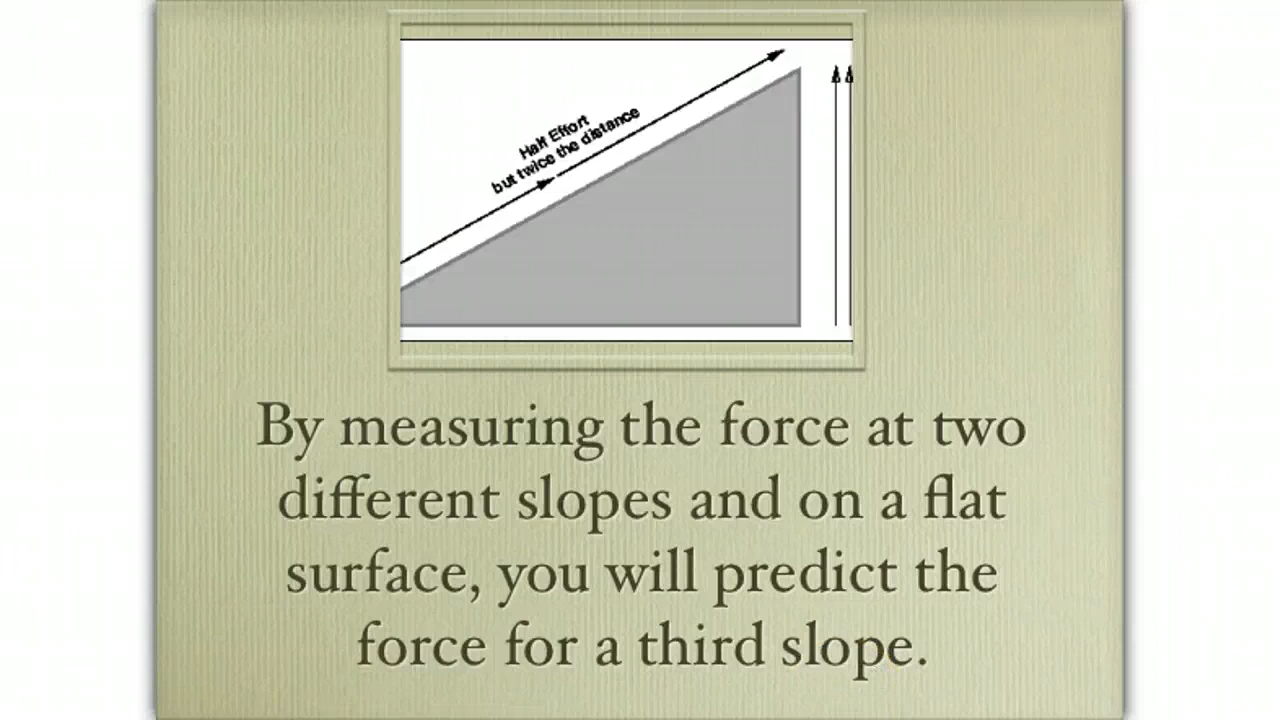 Half Effort
but twice the distance
By measuring the force at two
different slopes and on a flat
surface, you will predict the
force for a third slope.